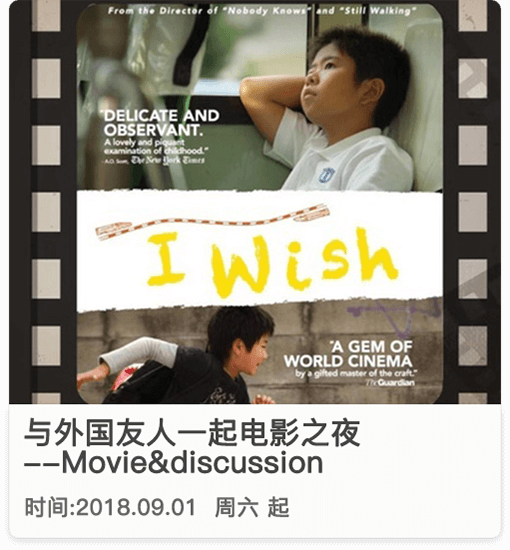 From the Director of "Nobody Knows" and "Still Walking"
"DELICATE AND
OBSERVANT.
A lovely and piquant
examination of childhood."
- A.O. Scott, The New York Times
I Wish
"A GEM OF
WORLD CINEMA
by a gifted master of the craft."
The Guardian
与外国友人一起电影之夜
--Movie&discussion
时间:2018.09.01 周六 起